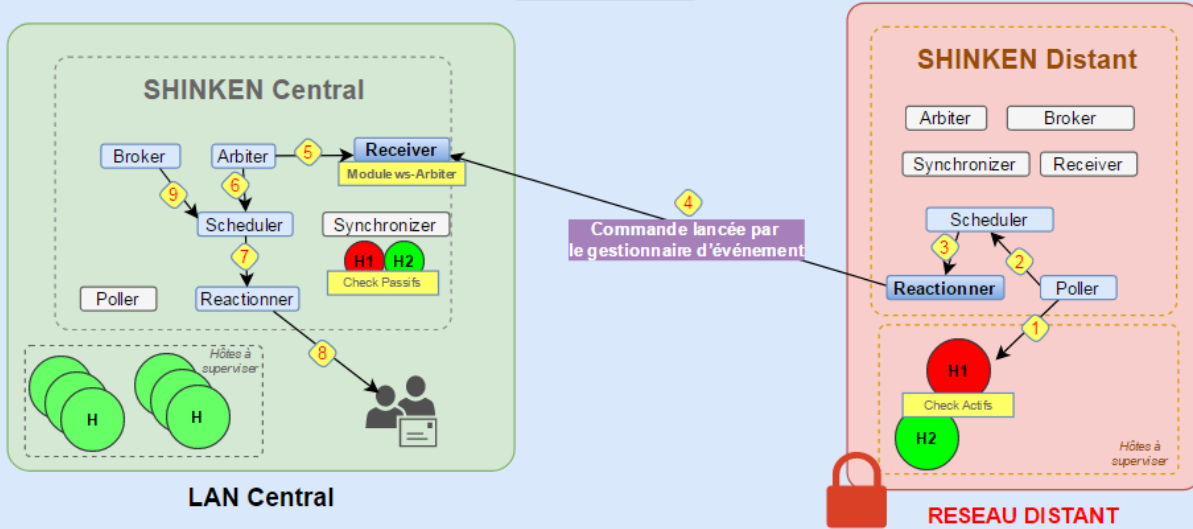 SHINKEN Central
Broker
Arbiter
5
Receiver
Module ws-Arbiter
9
6
Scheduler
Synchronizer
7
H1
H2
Check Passifs
Poller
Reactionner
8
Hôtes à
superviser
H
H
LAN Central
4
Commande lancée par
le gestionnaire d'événement
SHINKEN Distant
Arbiter
Broker
Synchronizer
Receiver
Scheduler
3
2
Reactionner
Poller
1
H1
Check Actifs
H2
Hôtes à
superviser
RESEAU DISTANT